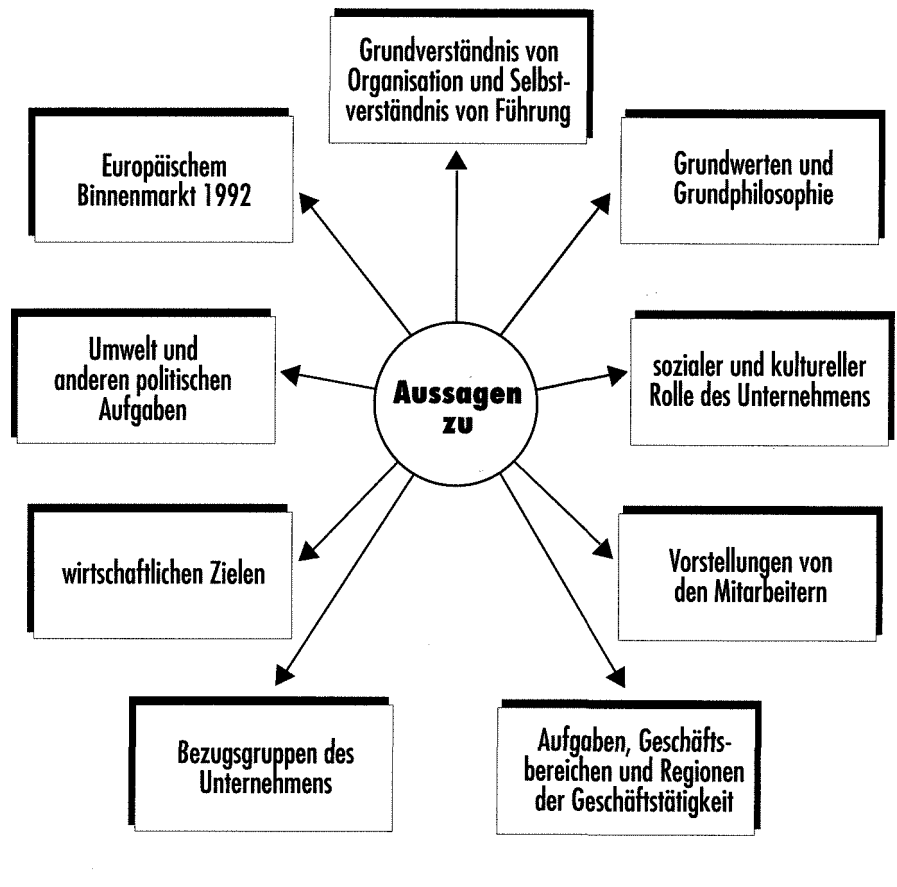 Grundverständnis von
Organisation und Selbst-
verständnis von Führung
Europäischem
Binnenmarkt 1992
Grundwerten und
Grundphilosophie
Umwelt und
anderen politischen
Aufgaben
Aussagen
zu
sozialer und kultureller
Rolle des Unternehmens
wirtschaftlichen Zielen
Vorstellungen von
den Mitarbeitern
Bezugsgruppen des
Unternehmens
Aufgaben, Geschäfts-
bereichen und Regionen
der Geschäftstätigkeit